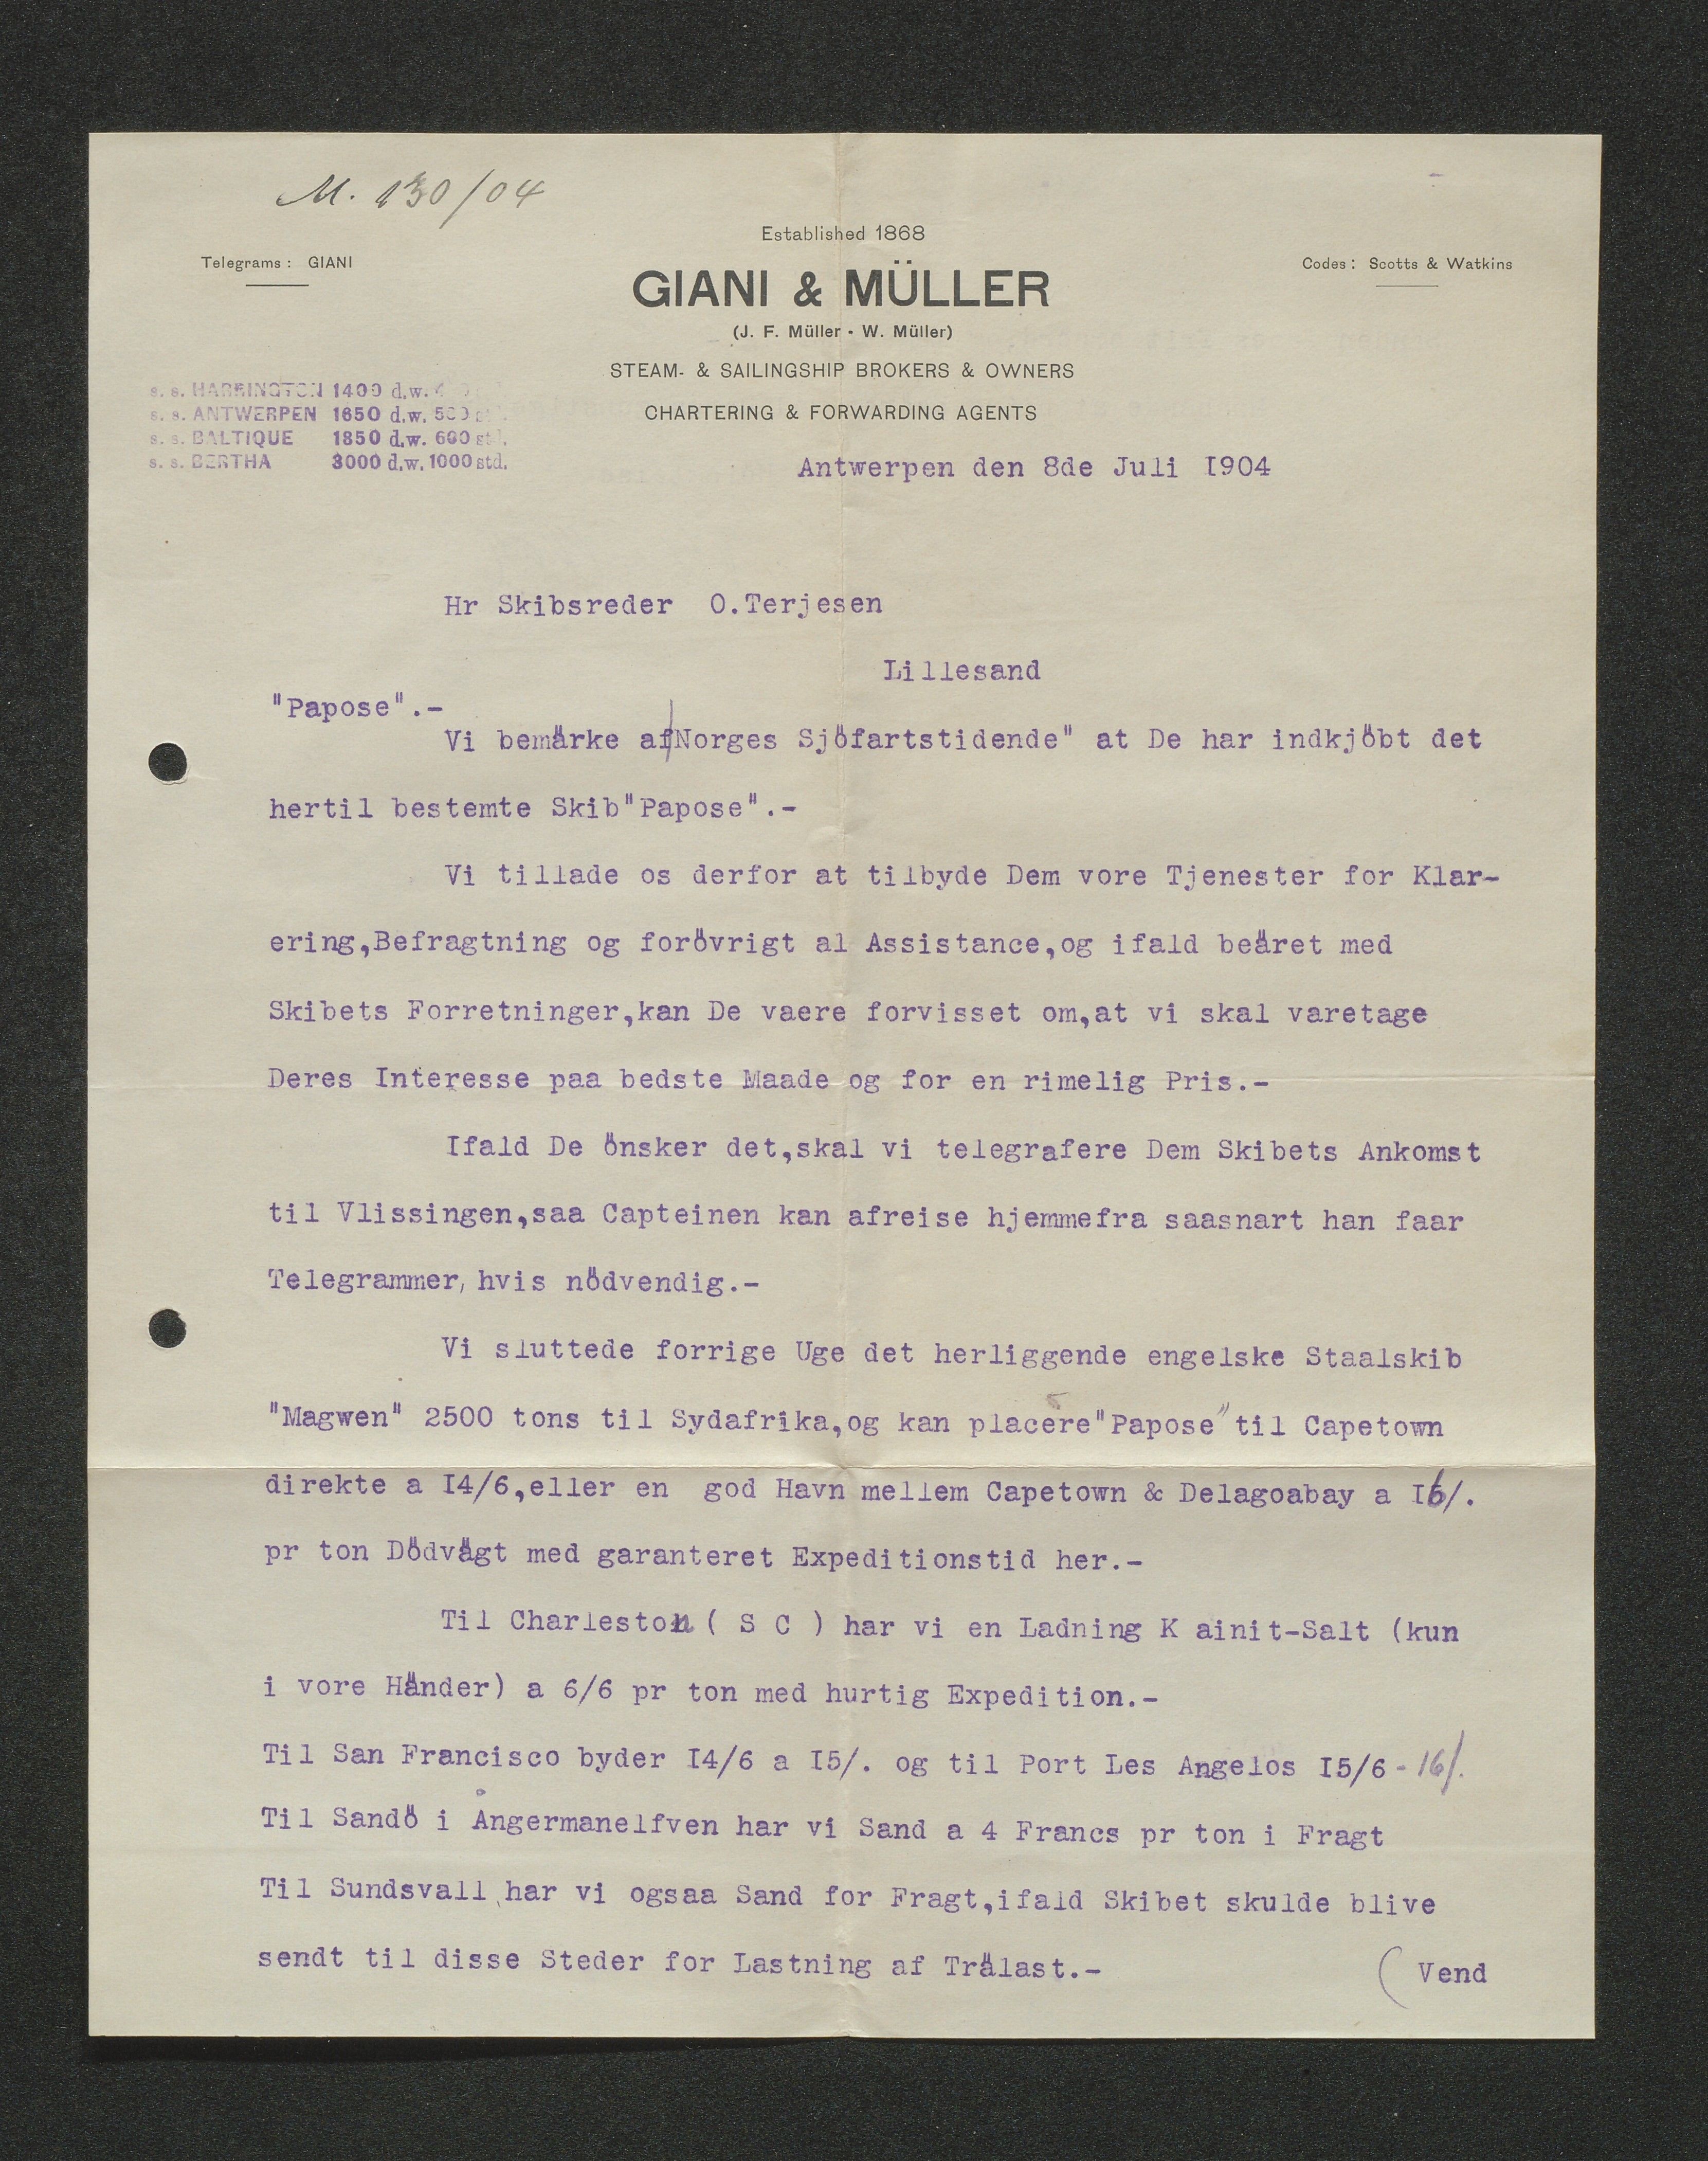 M. 130/04
Established 1868
Telegrams : GIANI
Codes : Scotts & Watkins
GIANI & MÜLLER
(J. F. Müller - W. Müller)
STEAM- & SAILINGSHIP BROKERS & OWNERS
CHARTERING & FORWARDING AGENTS
s. s. HARRINGTON 1400 d.w.
s. s. ANTWERPEN 1650 d.w. 500
s. s. BALTIQUE 1850 d.w. 600 std.
s. s. BERTHA 3000 d.w. 1000 std.
Antwerpen den 8de Juli I904
Hr Skibsreder O.Terjesen
Lillesand
"Papose".-
Vi bemärke af Norges Sjöfartstidende" at De har indkjöbt det
hertil bestemte Skib"Papose".-
Vi tillade os derfor at tilbyde Dem vore Tjenester for Klar-
ering,Befragtning og forövrigt al Assistance,og ifald beäret med
Skibets Forretninger,kan De vaere forvisset om,at vi skal varetage
Deres Interesse paa bedste Maade og for en rimelig Pris.-
Ifald De önsker det,skal vi telegrafere Dem Skibets Ankomst
til Vlissingen,saa Capteinen kan afreise hjemmefra saasnart han faar
Telegrammer, hvis nödvendig.-
Vi sluttede forrige Uge det herliggende engelske Staalskib
"Magwen" 2500 tons til Sydafrika,og kan placere"Papose"til Capetown
direkte a I4/6,eller en god Havn mellem Capetown & Delagoabay a I6/.
pr ton Dödvägt med garanteret Expeditionstid her.-
Til Charleston ( S C ) har vi en Ladning K ainit-Salt (kun
i vore Händer) a 6/6 pr ton med hurtig Expedition.-
Til San Francisco byder I4/6 a I5/. og til Port Les Angelos I5/6 - 16/.
Til Sandö i Ångermanelfven har vi Sand a 4 Francs pr ton i Fragt
Til Sundsvall,har vi ogsaa Sand for Fragt,ifald Skibet skulde blive
sendt til disse Steder for Lastning af Trälast.-
( Vend